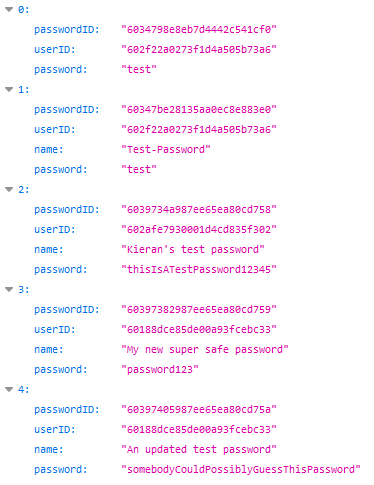 0:
passwordID: "6034798e8eb7d4442c541cf0"
userID: "602f22a0273f1d4a505b73a6"
password: "test"
1:
passwordID: "60347be28135aa0ec8e883e0"
userID: "602f22a0273f1d4a505b73a6"
name: "Test-Password"
password: "test"
2:
passwordID: "6039734a987ee65ea80cd758"
userID: "602afe7930001d4cd835f302"
name: "Kieran's test password"
password: "thisIsATestPassword12345"
3:
passwordID: "60397382987ee65ea80cd759"
userID: "60188dce85de00a93fcebc33"
name: "My new super safe password"
password: "password123"
4:
passwordID: "60397405987ee65ea80cd75a"
userID: "60188dce85de00a93fcebc33"
name: "An updated test password"
password: "somebodyCouldPossiblyGuessThisPassword"